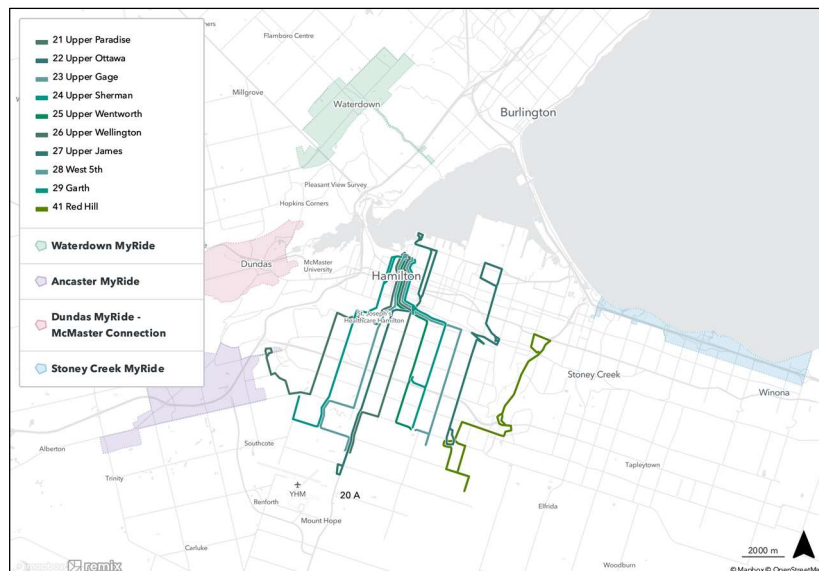 21 Upper Paradise
22 Upper Ottawa
23 Upper Gage
24 Upper Sherman
25 Upper Wentworth
26 Upper Wellington
27 Upper James
28 West 5th
29 Garth
41 Red Hill
Waterdown MyRide
Ancaster MyRide
Dundas MyRide -
McMaster Connection
Stoney Creek MyRide
Flamboro Centre
Millgrove
Waterdown
Burlington
Pleasant View Survey
Hopkins Corners
Dundas
McMaster
University
Hamilton
St. Joseph's
Healthcare Hamilton
Stoney Creek
Winona
Alberton
Southcote
Trinity
Tapleytown
YHM
20 A
Renforth
Mount Hope
Elfrida
Carluke
Woodburn
2000 m
mapbox remix
© Mapbox © OpenStreetMap